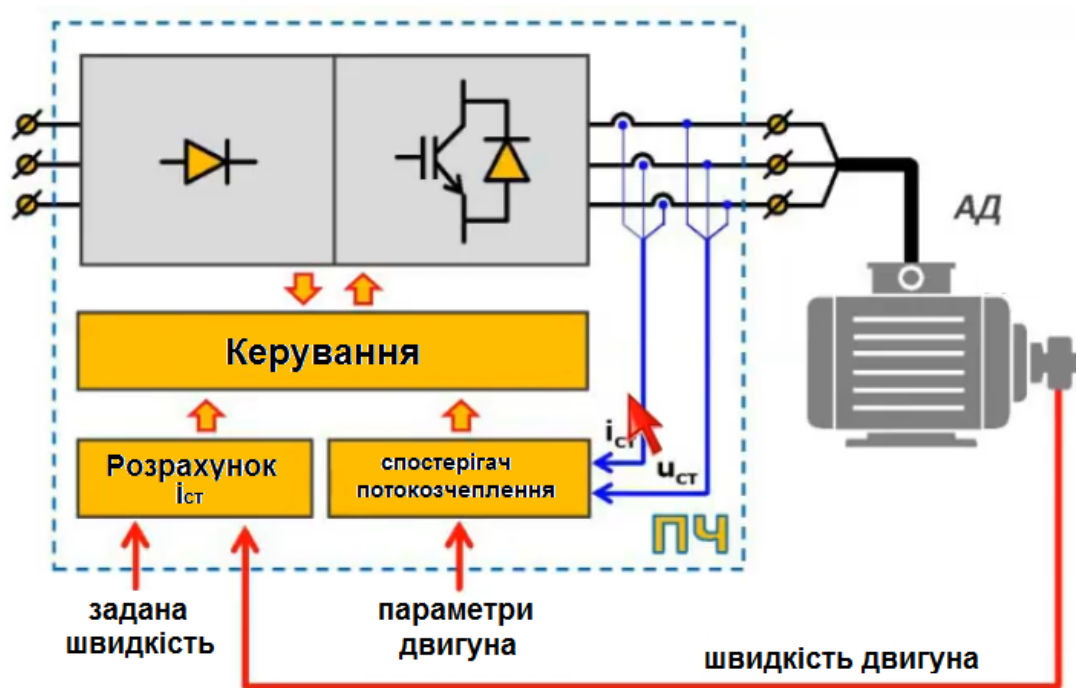 АД
Керування
Розрахунок
iст
спостерігач
потокозчеплення
iст
uст
ПЧ
задана
швидкість
параметри
двигуна
швидкість двигуна